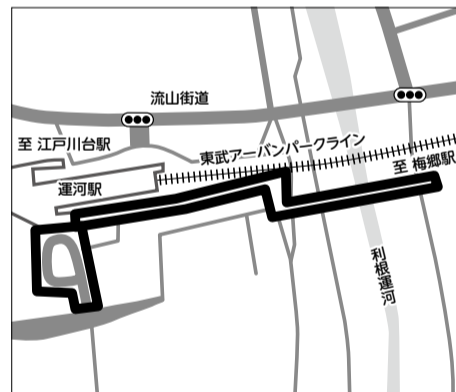 流山街道
至 江戸川台駅
東武アーバンパークライン
至 梅郷駅
運河駅
利根運河